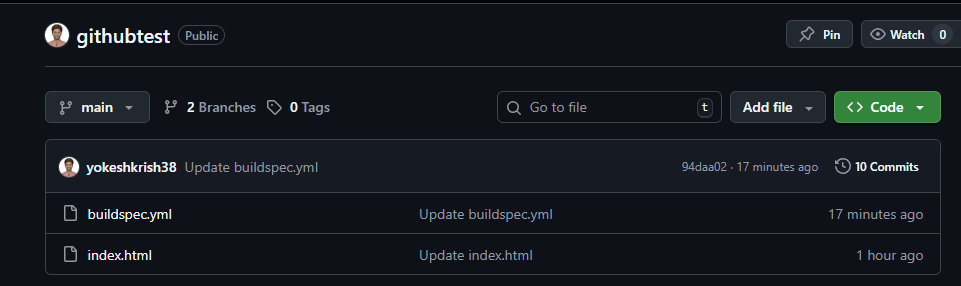 githubtest Public Pin Watch 0
main 2 Branches 0 Tags Go to file t Add file Code
yokeshkrish38 Update buildspec.yml 94daa02 · 17 minutes ago 10 Commits
buildspec.yml Update buildspec.yml 17 minutes ago
index.html Update index.html 1 hour ago